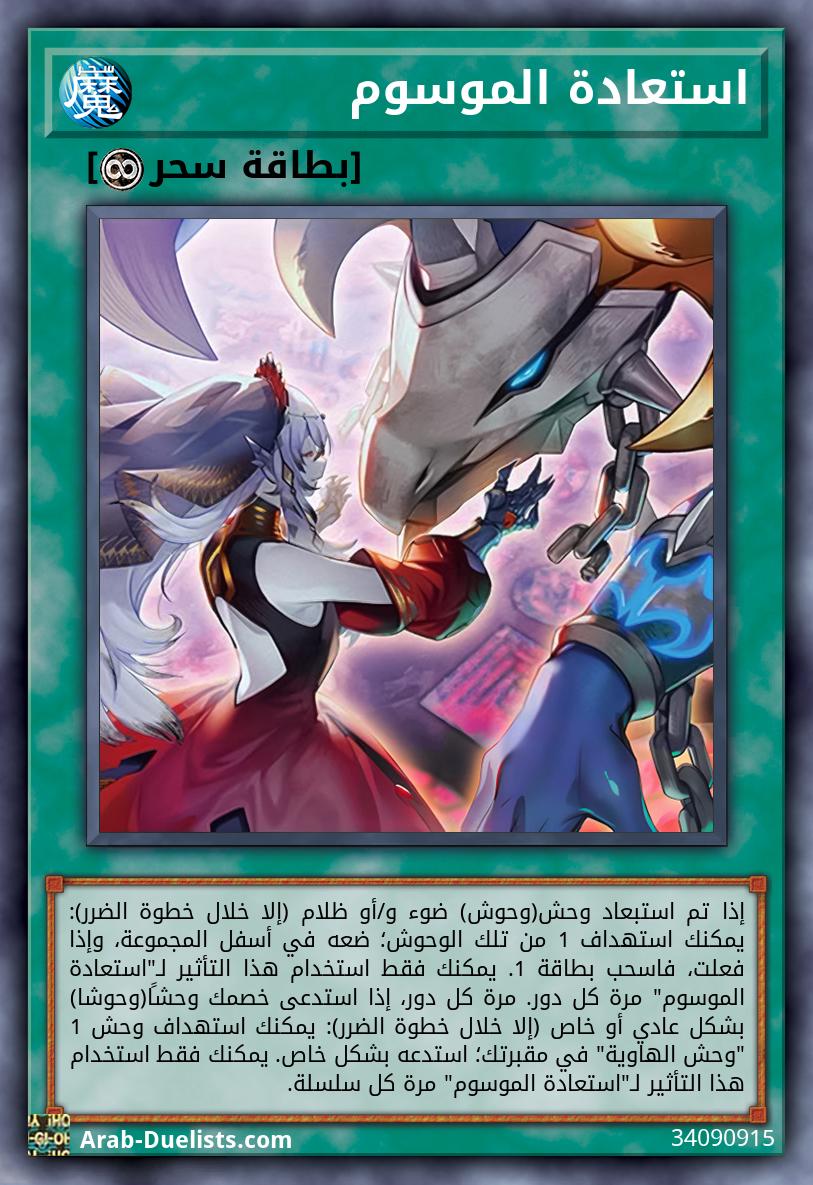 استعادة الموسوم
魔
[بطاقة سحر]
إذا تم استبعاد وحش(وحوش) ضوء و/أو ظلام (إلا خلال خطوة الضرر):
يمكنك استهداف 1 من تلك الوحوش؛ ضعه في أسفل المجموعة، وإذا
فعلت، فاسحب بطاقة 1. يمكنك فقط استخدام هذا التأثير لـ"استعادة
الموسوم" مرة كل دور. مرة كل دور، إذا استدعى خصمك وحشاً(وحوشا)
بشكل عادي أو خاص (إلا خلال خطوة الضرر): يمكنك استهداف وحش 1
"وحش الهاوية" في مقبرتك؛ استدعه بشكل خاص. يمكنك فقط استخدام
هذا التأثير لـ"استعادة الموسوم" مرة كل سلسلة.
Arab-Duelists.com
34090915